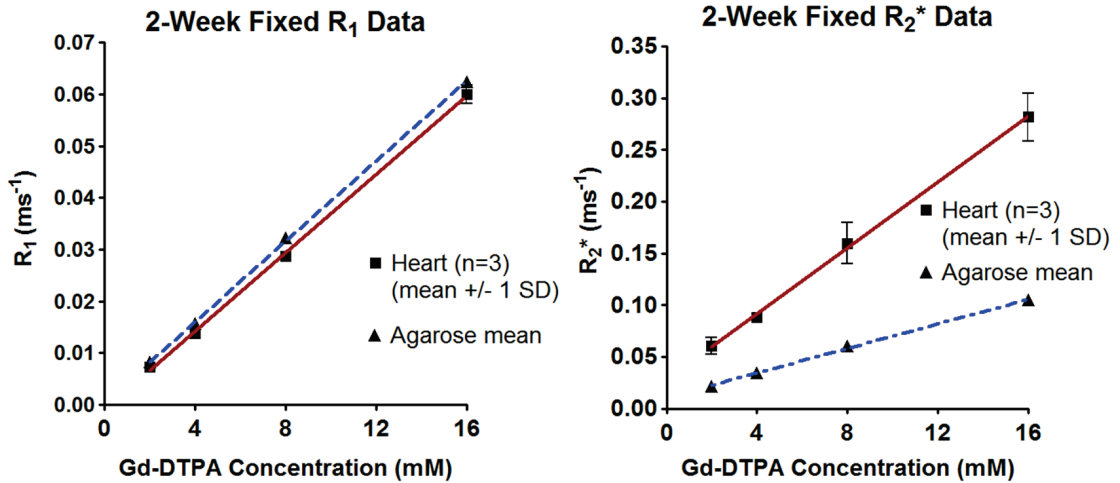 2-Week Fixed R1 Data
0.07
0.06
0.05
0.04
0.03
0.02
0.01
0.00
R1 (ms-1)
0
4
8
12
16
Gd-DTPA Concentration (mM)
Heart (n=3)
(mean +/- 1 SD)
Agarose mean
2-Week Fixed R2* Data
0.35
0.30
0.25
0.20
0.15
0.10
0.05
0.00
R2* (ms-1)
0
4
8
12
16
Gd-DTPA Concentration (mM)
Heart (n=3)
(mean +/- 1 SD)
Agarose mean